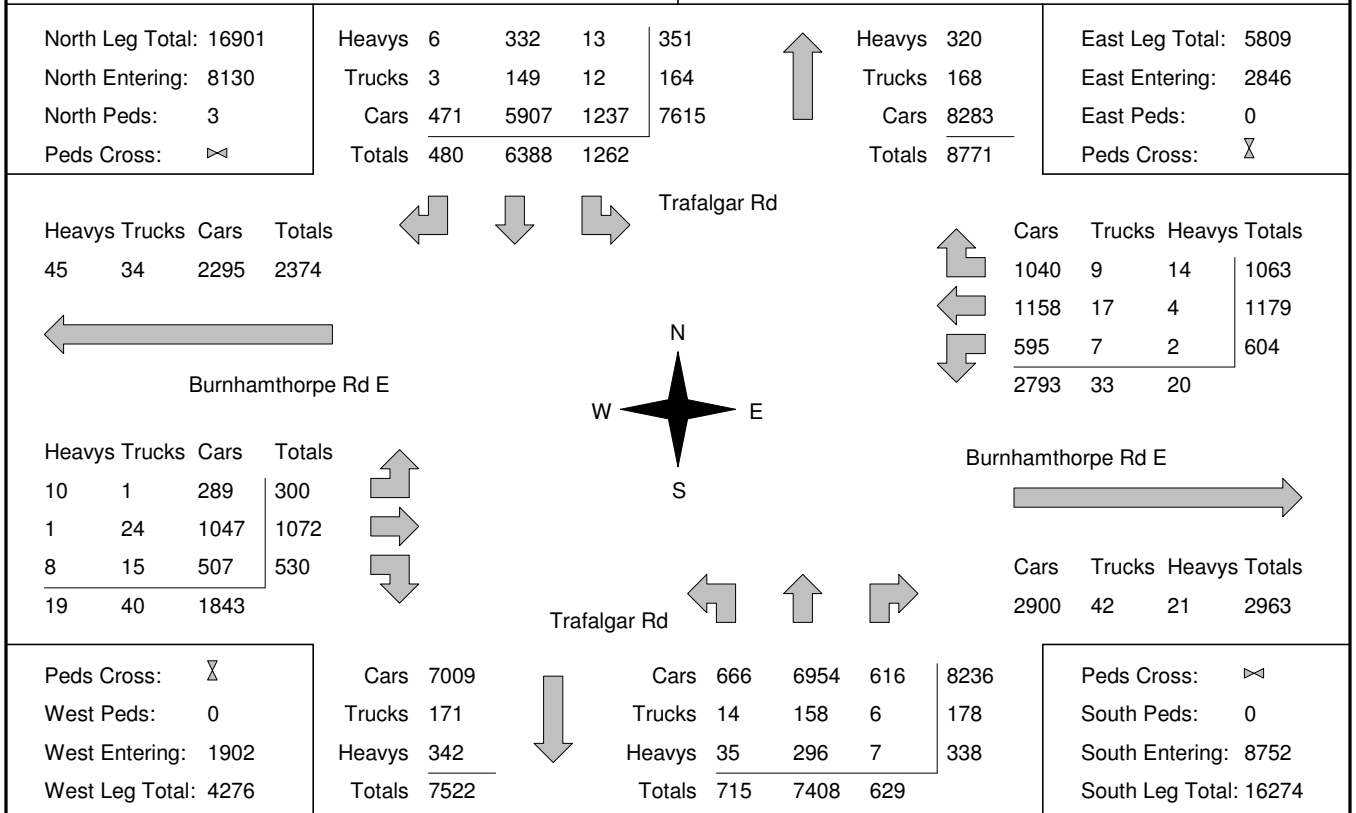 North Leg Total: 16901
North Entering: 8130
North Peds: 3
Peds Cross:
Heavys 6 332 13 351
Trucks 3 149 12 164
Cars 471 5907 1237 7615
Totals 480 6388 1262
Heavys 320
Trucks 168
Cars 8283
Totals 8771
East Leg Total: 5809
East Entering: 2846
East Peds: 0
Peds Cross:
Trafalgar Rd
Heavys Trucks Cars Totals
45 34 2295 2374
Cars Trucks Heavys Totals
1040 9 14 1063
1158 17 4 1179
595 7 2 604
2793 33 20
Burnhamthorpe Rd E
N
W E
S
Heavys Trucks Cars Totals
10 1 289 300
1 24 1047 1072
8 15 507 530
19 40 1843
Burnhamthorpe Rd E
Cars Trucks Heavys Totals
2900 42 21 2963
Trafalgar Rd
Peds Cross:
West Peds: 0
West Entering: 1902
West Leg Total: 4276
Cars 7009
Trucks 171
Heavys 342
Totals 7522
Cars 666 6954 616 8236
Trucks 14 158 6 178
Heavys 35 296 7 338
Totals 715 7408 629
Peds Cross:
South Peds: 0
South Entering: 8752
South Leg Total: 16274